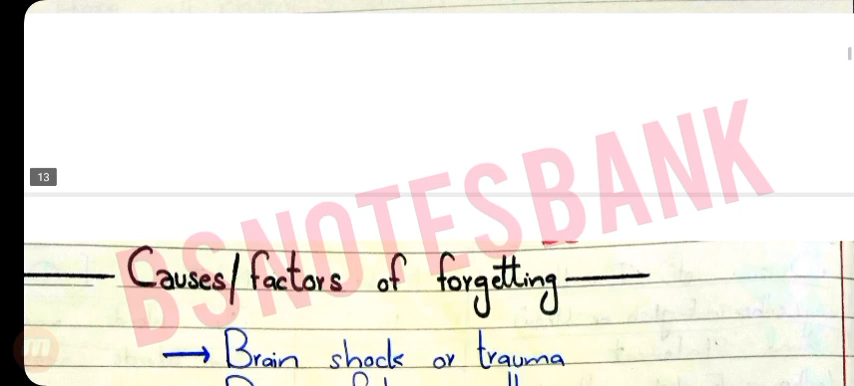 13
BSNOTESBANK
Causes/factors of forgetting
→ Brain shock or trauma